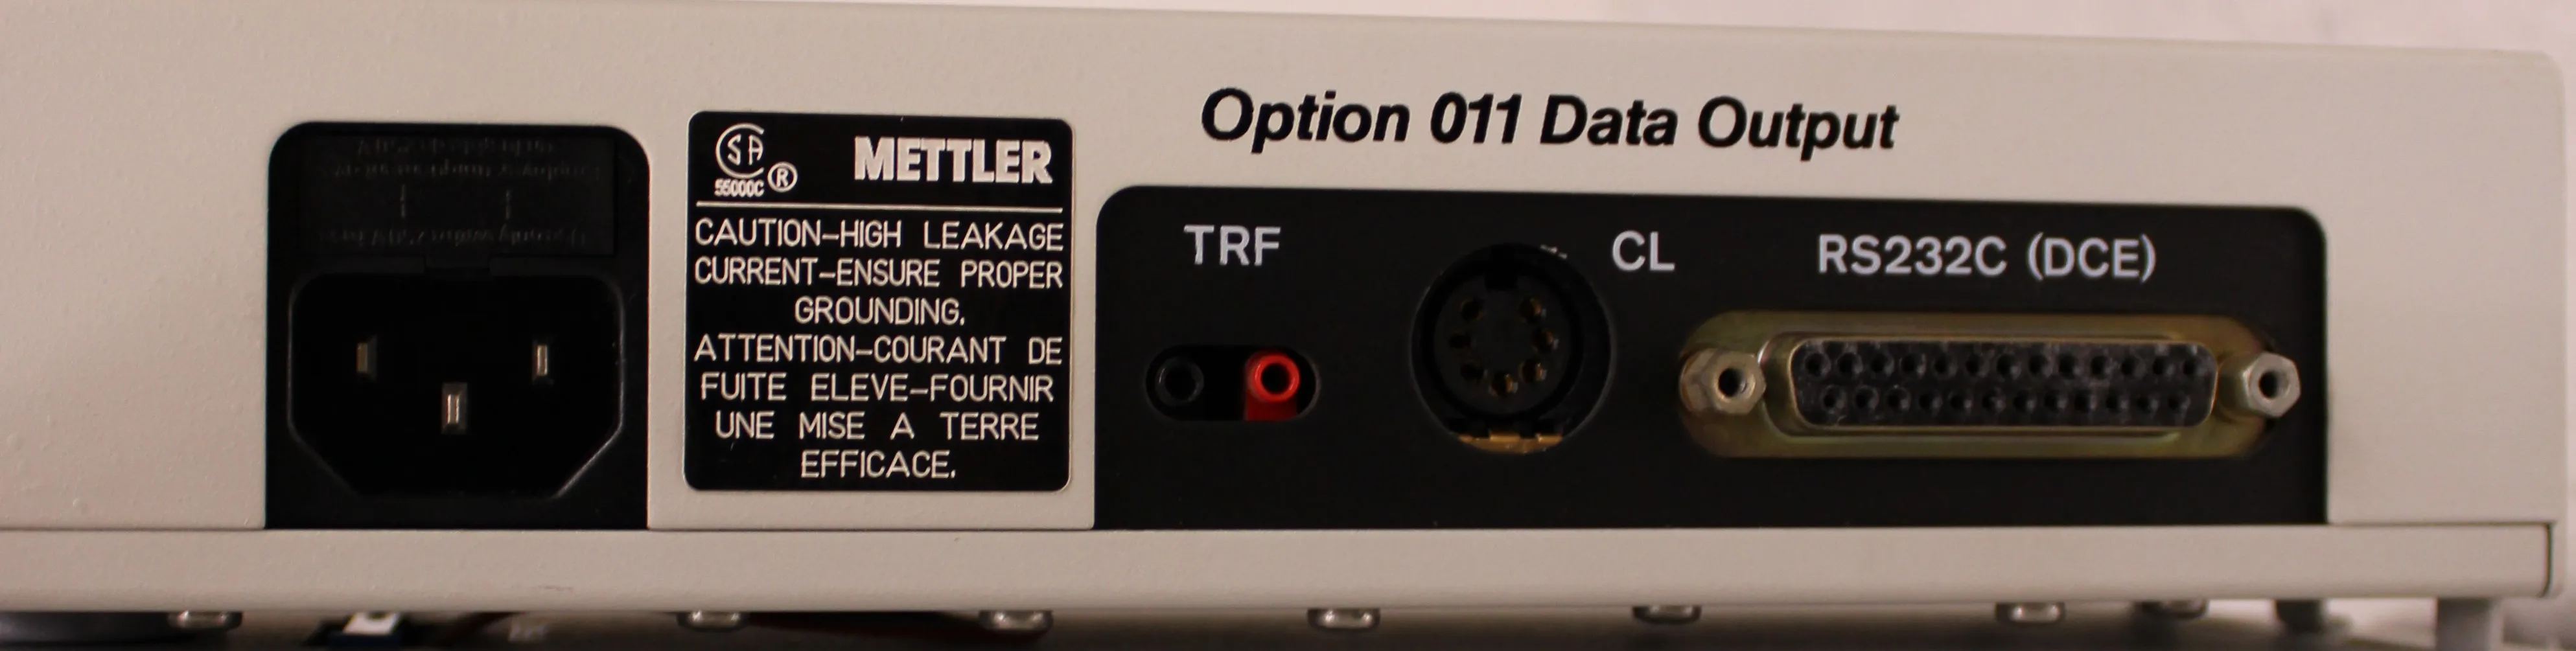 Option 011 Data Output
SA
®
55000C
METTLER
CAUTION-HIGH LEAKAGE
CURRENT-ENSURE PROPER
GROUNDING.
ATTENTION-COURANT DE
FUITE ELEVE-FOURNIR
UNE MISE A TERRE
EFFICACE.
TRF
CL
RS232C (DCE)